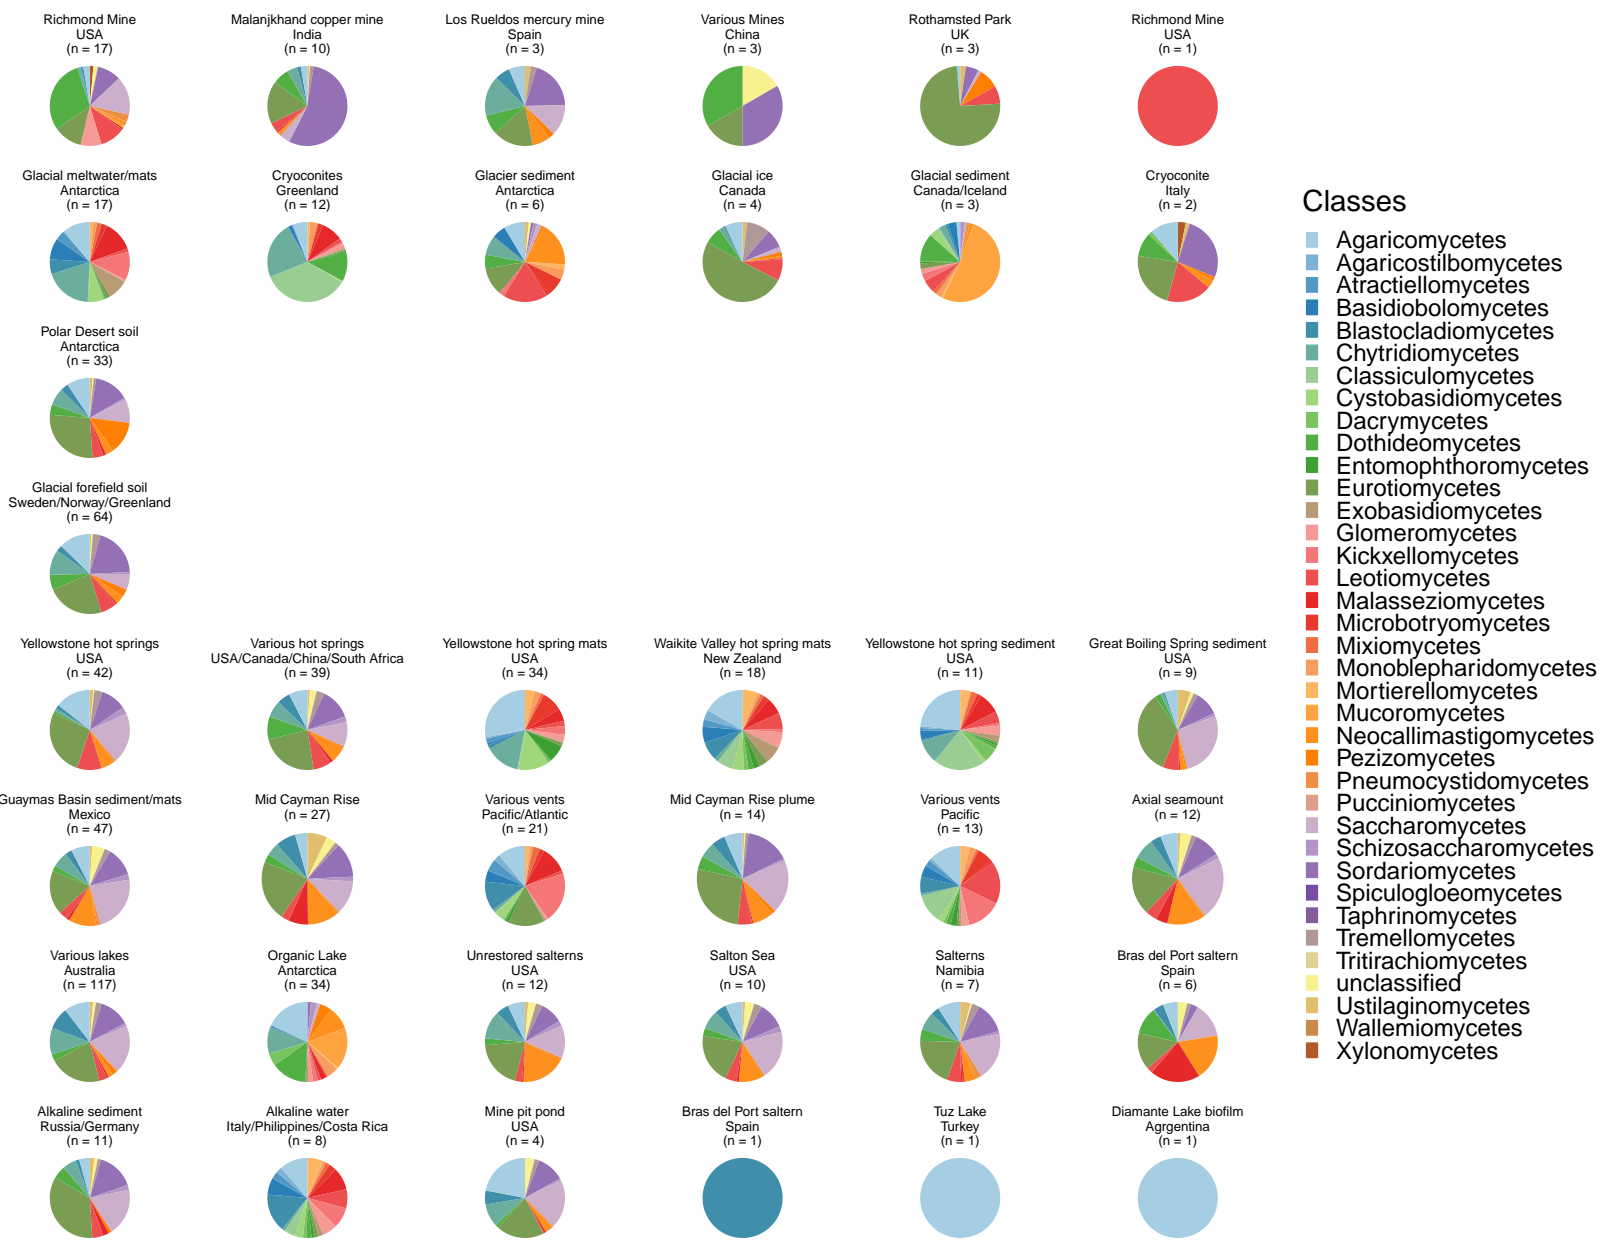 Richmond Mine
USA
(n = 17)
Malanjkhand copper mine
India
(n = 10)
Los Rueldos mercury mine
Spain
(n = 3)
Various Mines
China
(n = 3)
Rothamsted Park
UK
(n = 3)
Richmond Mine
USA
(n = 1)
Glacial meltwater/mats
Antarctica
(n = 17)
Cryoconites
Greenland
(n = 12)
Glacier sediment
Antarctica
(n = 6)
Glacial ice
Canada
(n = 4)
Glacial sediment
Canada/Iceland
(n = 3)
Cryoconite
Italy
(n = 2)
Polar Desert soil
Antarctica
(n = 33)
Glacial forefield soil
Sweden/Norway/Greenland
(n = 64)
Yellowstone hot springs
USA
(n = 42)
Various hot springs
USA/Canada/China/South Africa
(n = 39)
Yellowstone hot spring mats
USA
(n = 34)
Waikite Valley hot spring mats
New Zealand
(n = 18)
Yellowstone hot spring sediment
USA
(n = 11)
Great Boiling Spring sediment
USA
(n = 9)
Guaymas Basin sediment/mats
Mexico
(n = 47)
Mid Cayman Rise
(n = 27)
Various vents
Pacific/Atlantic
(n = 21)
Mid Cayman Rise plume
(n = 14)
Various vents
Pacific
(n = 13)
Axial seamount
(n = 12)
Various lakes
Australia
(n = 117)
Organic Lake
Antarctica
(n = 34)
Unrestored salterns
USA
(n = 12)
Salton Sea
USA
(n = 10)
Salterns
Namibia
(n = 7)
Bras del Port saltern
Spain
(n = 6)
Alkaline sediment
Russia/Germany
(n = 11)
Alkaline water
Italy/Philippines/Costa Rica
(n = 8)
Mine pit pond
USA
(n = 4)
Bras del Port saltern
Spain
(n = 1)
Tuz Lake
Turkey
(n = 1)
Diamante Lake biofilm
Agrgentina
(n = 1)
Classes
Agaricomycetes
Agaricostilbomycetes
Atractiellomycetes
Basidiobolomycetes
Blastocladiomycetes
Chytridiomycetes
Classiculomycetes
Cystobasidiomycetes
Dacrymycetes
Dothideomycetes
Entomophthoromycetes
Eurotiomycetes
Exobasidiomycetes
Glomeromycetes
Kickxellomycetes
Leotiomycetes
Malasseziomycetes
Microbotryomycetes
Mixiomycetes
Monoblepharidomycetes
Mortierellomycetes
Mucoromycetes
Neocallimastigomycetes
Pezizomycetes
Pneumocystidomycetes
Pucciniomycetes
Saccharomycetes
Schizosaccharomycetes
Sordariomycetes
Spiculogloeomycetes
Taphrinomycetes
Tremellomycetes
Tritirachiomycetes
unclassified
Ustilaginomycetes
Wallemiomycetes
Xylonomycetes